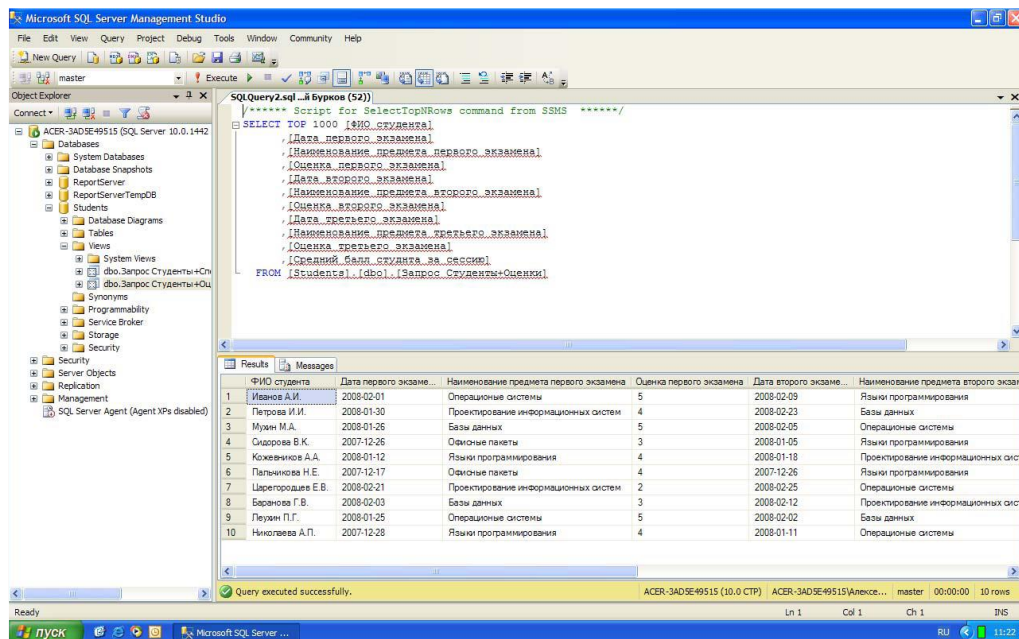 Microsoft SQL Server Management Studio
File Edit View Query Project Debug Tools Window Community Help
New Query
master Execute
Object Explorer
Connect
ACER-3AD5E49515 (SQL Server 10.0.1442
Databases
System Databases
Database Snapshots
ReportServer
ReportServerTempDB
Students
Database Diagrams
Tables
Views
System Views
dbo.Запрос Студенты+Спе
dbo.Запрос Студенты+Оц
Synonyms
Programmability
Service Broker
Storage
Security
Security
Server Objects
Replication
Management
SQL Server Agent (Agent XPs disabled)
SQLQuery2.sql ...й Бурков (52))
/****** Script for SelectTopNRows command from SSMS ******/
SELECT TOP 1000 [ФИО студента]
,[Дата первого экзамена]
,[Наименование предмета первого экзамена]
,[Оценка первого экзамена]
,[Дата второго экзамена]
,[Наименование предмета второго экзамена]
,[Оценка второго экзамена]
,[Дата третьего экзамена]
,[Наименование предмета третьего экзамена]
,[Оценка третьего экзамена]
,[Средний балл студнта за сессию]
FROM [Students].[dbo].[Запрос Студенты+Оценки]
Results Messages
ФИО студента Дата первого экзаме... Наименование предмета первого экзамена Оценка первого экзамена Дата второго экзаме... Наименование предмета второго экзам
1 Иванов А.И. 2008-02-01 Операционые системы 5 2008-02-09 Языки программирования
2 Петрова И.И. 2008-01-30 Проектирование информационных систем 4 2008-02-23 Базы данных
3 Мухин М.А. 2008-01-26 Базы данных 5 2008-02-05 Операционые системы
4 Сидорова В.К. 2007-12-26 Офисные пакеты 3 2008-01-05 Языки программирования
5 Кожевников А.А. 2008-01-12 Языки программирования 4 2008-01-18 Проектирование информационных сис
6 Пальчикова Н.Е. 2007-12-17 Офисные пакеты 4 2007-12-26 Языки программирования
7 Царегородцев Е.В. 2008-02-21 Проектирование информационных систем 2 2008-02-25 Операционые системы
8 Баранова Г.В. 2008-02-03 Базы данных 3 2008-02-12 Проектирование информационных сис
9 Леухин П.Г. 2008-01-25 Операционые системы 5 2008-02-02 Базы данных
10 Николаева А.П. 2007-12-28 Языки программирования 4 2008-01-11 Операционые системы
Query executed successfully. ACER-3AD5E49515 (10.0 CTP) ACER-3AD5E49515\Алексе... master 00:00:00 10 rows
Ready Ln 1 Col 1 Ch 1 INS
пуск Microsoft SQL Server ... RU 11:22